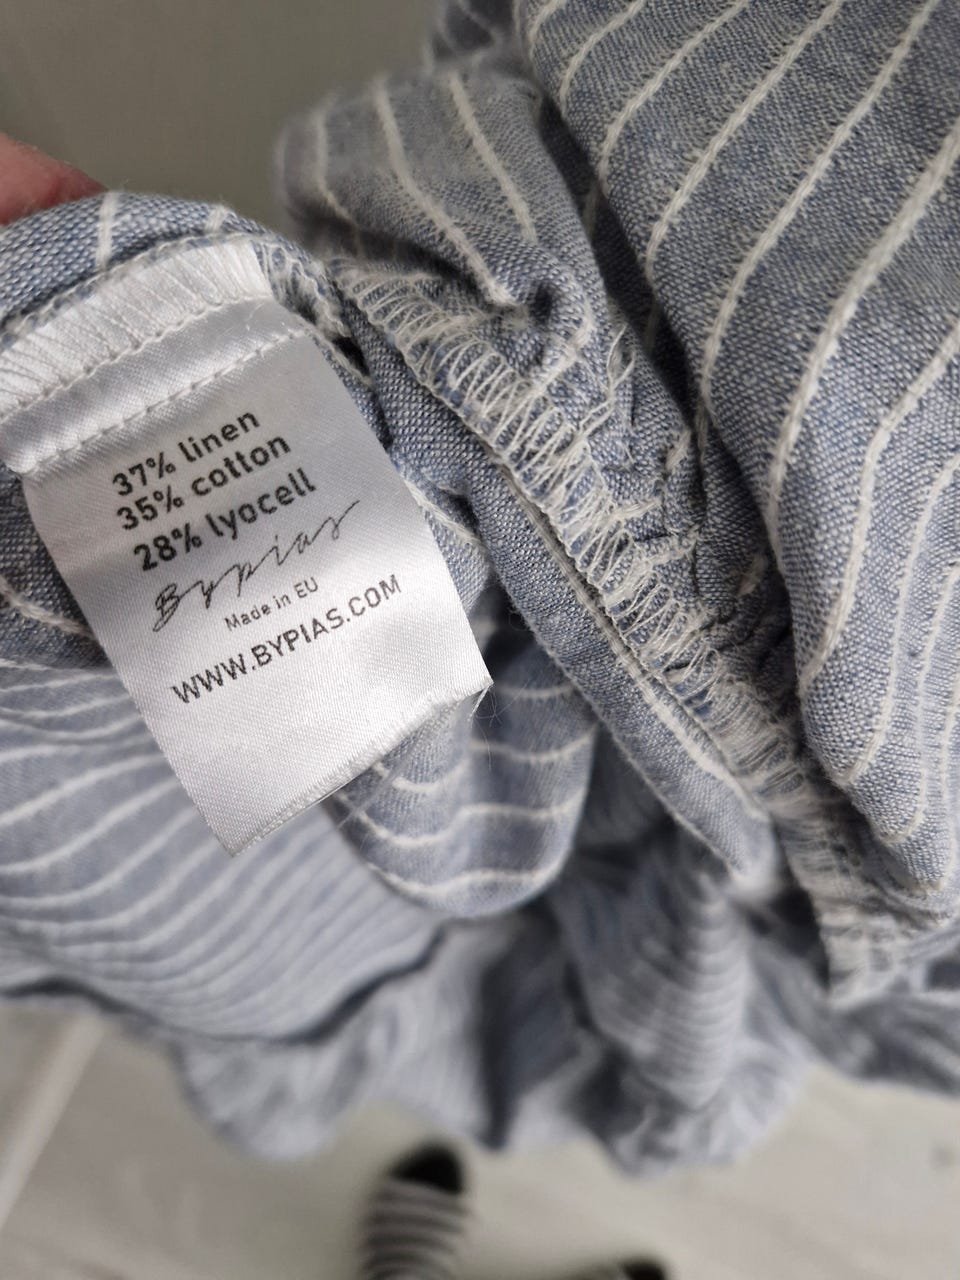 37% linen
35% cotton
28% lyocell
Bypias
Made in EU
WWW.BYPIAS.COM